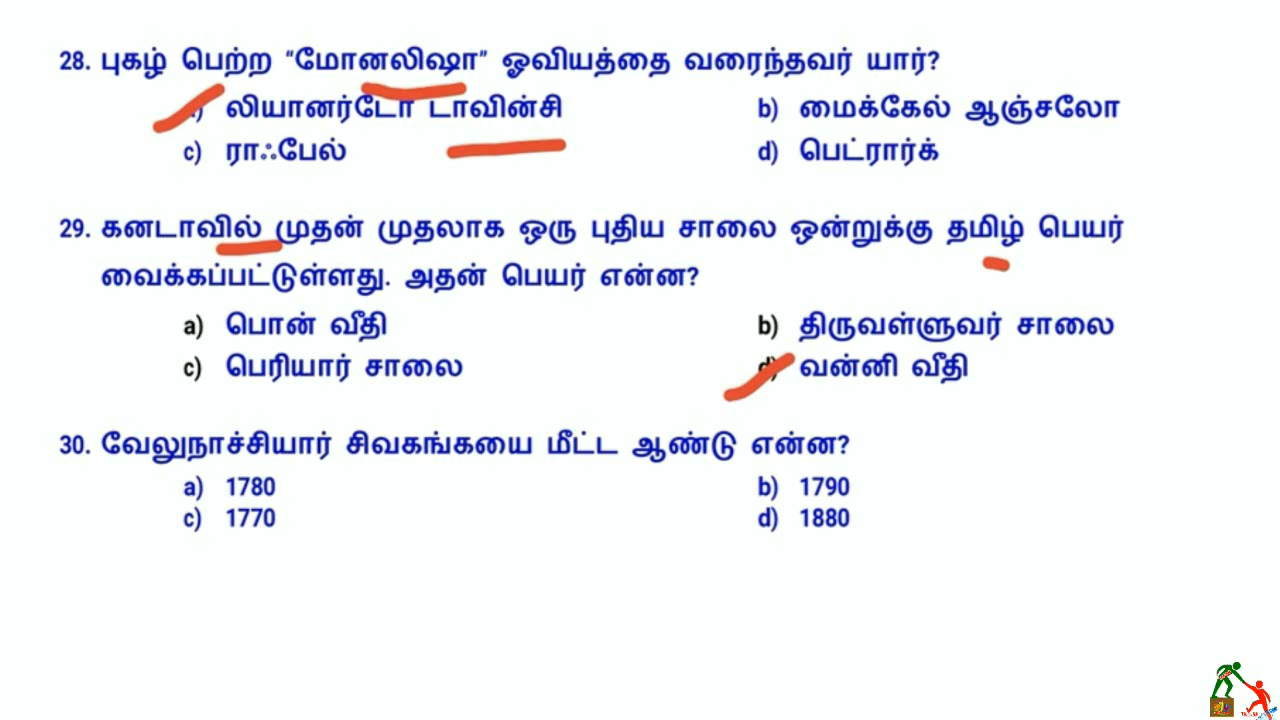 28. புகழ் பெற்ற “மோனலிஷா” ஓவியத்தை வரைந்தவர் யார்?
லியானர்டோ டாவின்சி b) மைக்கேல் ஆஞ்சலோ
c) ராஃபேல் d) பெட்ரார்க்
29. கனடாவில் முதன் முதலாக ஒரு புதிய சாலை ஒன்றுக்கு தமிழ் பெயர்
வைக்கப்பட்டுள்ளது. அதன் பெயர் என்ன?
a) பொன் வீதி b) திருவள்ளுவர் சாலை
c) பெரியார் சாலை d) வன்னி வீதி
30. வேலுநாச்சியார் சிவகங்கயை மீட்ட ஆண்டு என்ன?
a) 1780 b) 1790
c) 1770 d) 1880